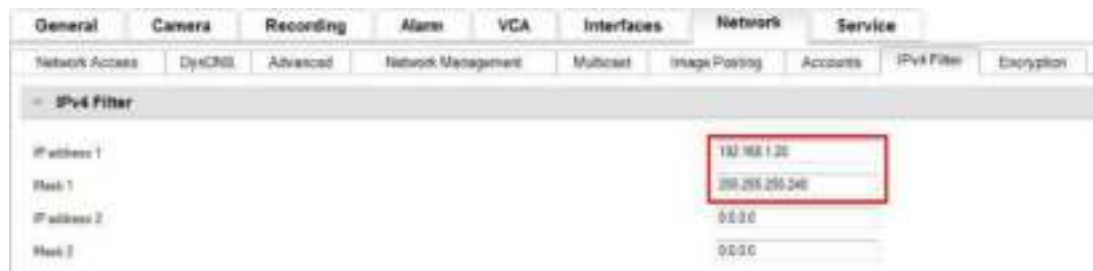 General Camera Recording Alarm VCA Interfaces Network Service
Network Access DynDNS Advanced Network Management Multicast Image Posting Accounts IPv4 Filter Encryption
IPv4 Filter
IP address 1 192.168.1.20
Mask 1 255.255.255.240
IP address 2 0.0.0.0
Mask 2 0.0.0.0